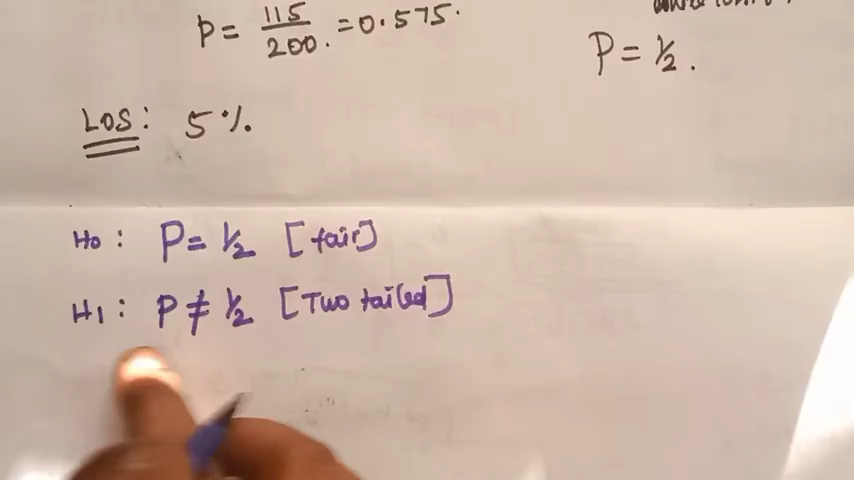 p = 115/200. = 0.575.
P = 1/2.
LOS: 5%
H0: P = 1/2 [fair]
H1: P ≠ 1/2 [Two tailed]